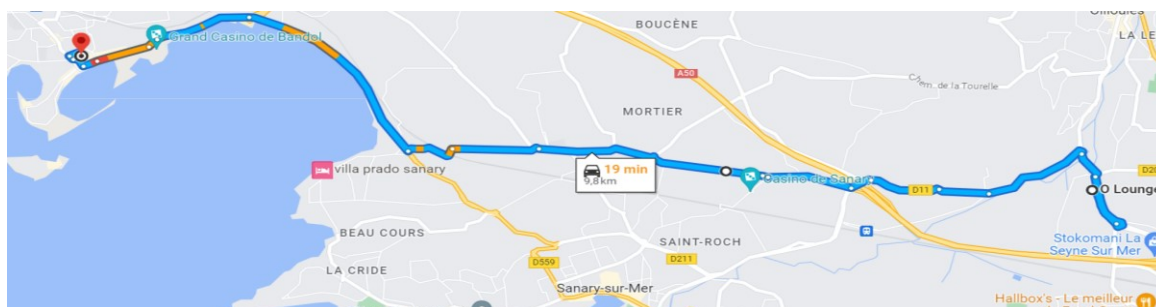 BOUCÈNE
LA LE
Grand Casino de Bandol
A50
Chem. de la Tourelle
MORTIER
19 min
9,8 km
villa prado sanary
Casino de Sanary
D11
D20
O Lounge
BEAU COURS
SAINT-ROCH
D211
Stokomani La
Seyne Sur Mer
LA CRIDE
D559
Sanary-sur-Mer
Hallbox's - Le meilleur